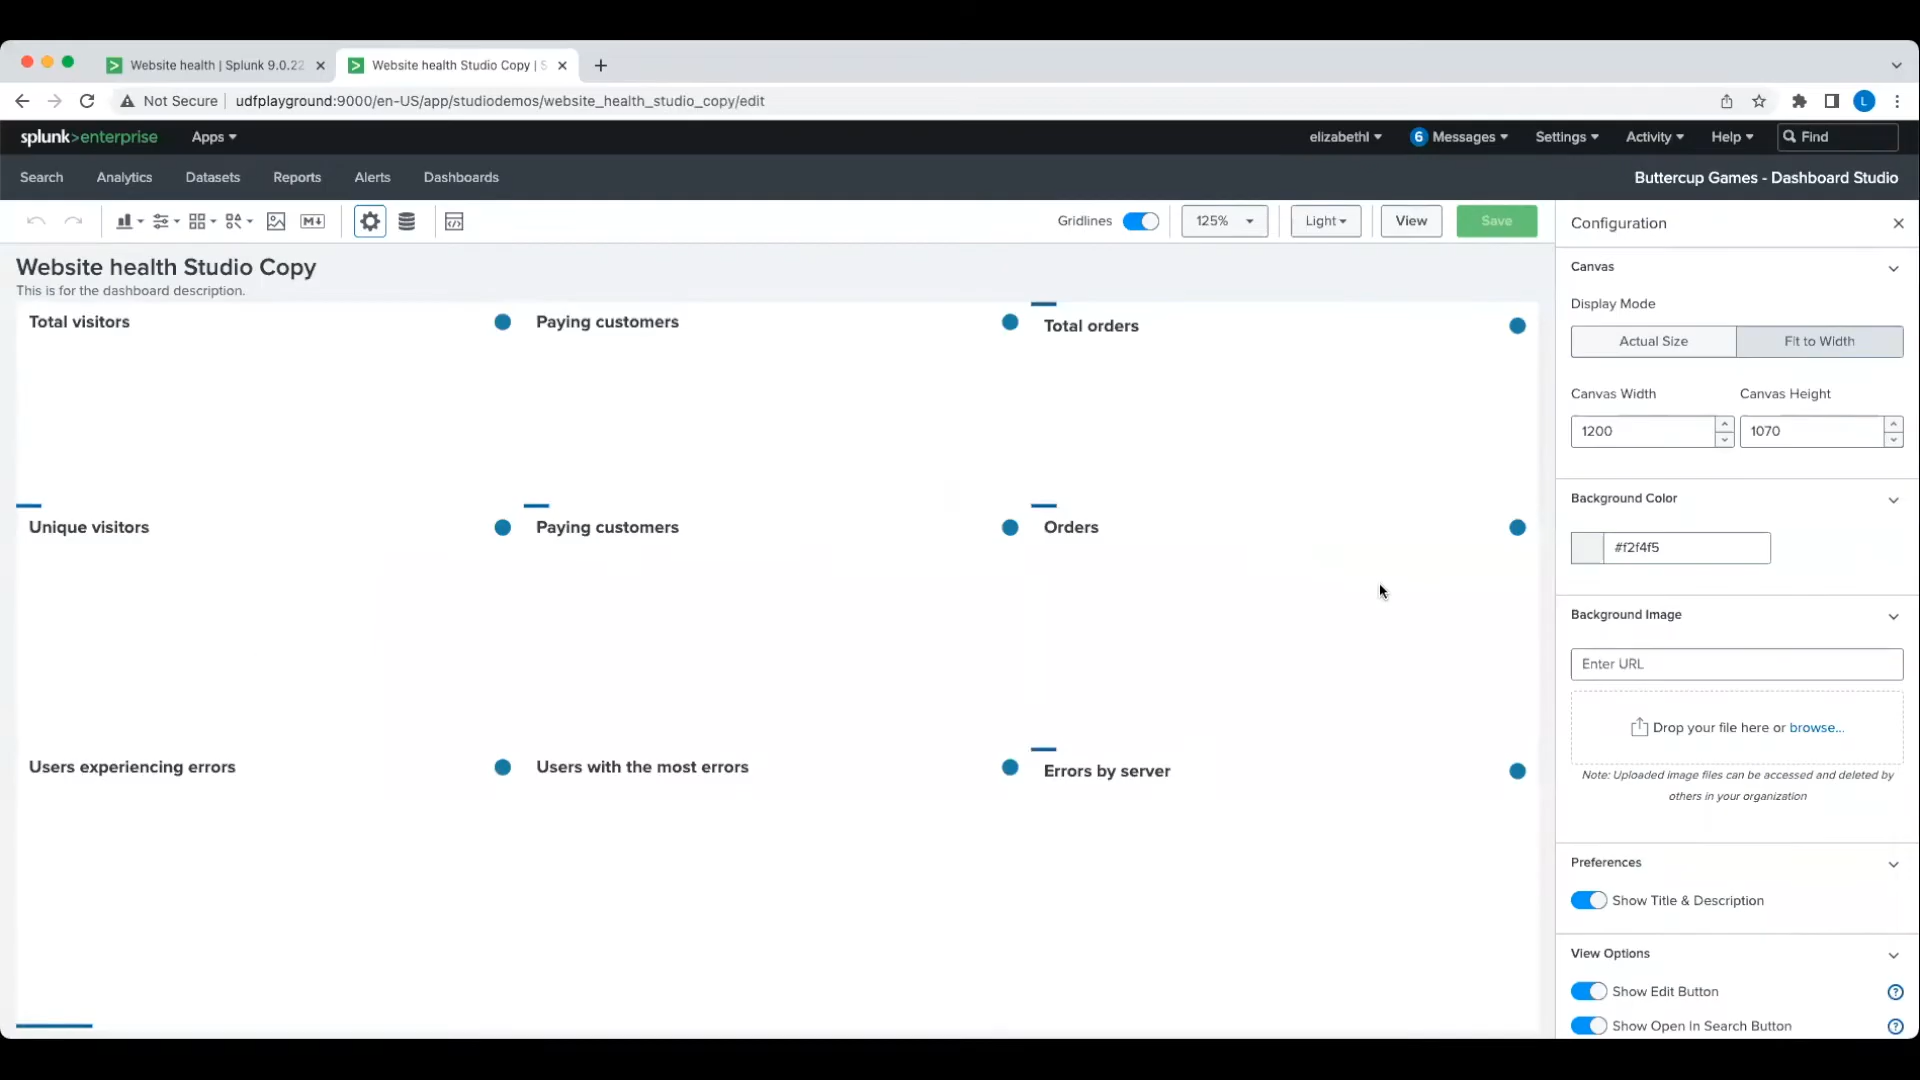 Website health | Splunk 9.0.22
Website health Studio Copy | S
Not Secure
udfplayground:9000/en-US/app/studiodemos/website_health_studio_copy/edit
L
splunk>enterprise
Apps
elizabethl
6 Messages
Settings
Activity
Help
Find
Search
Analytics
Datasets
Reports
Alerts
Dashboards
Buttercup Games - Dashboard Studio
M
Gridlines
125%
Light
View
Save
Configuration
Website health Studio Copy
This is for the dashboard description.
Total visitors
Paying customers
Total orders
Unique visitors
Paying customers
Orders
Users experiencing errors
Users with the most errors
Errors by server
Canvas
Display Mode
Actual Size
Fit to Width
Canvas Width
Canvas Height
1200
1070
Background Color
#f2f4f5
Background Image
Enter URL
Drop your file here or browse...
Note: Uploaded image files can be accessed and deleted by
others in your organization
Preferences
Show Title & Description
View Options
Show Edit Button
?
Show Open In Search Button
?